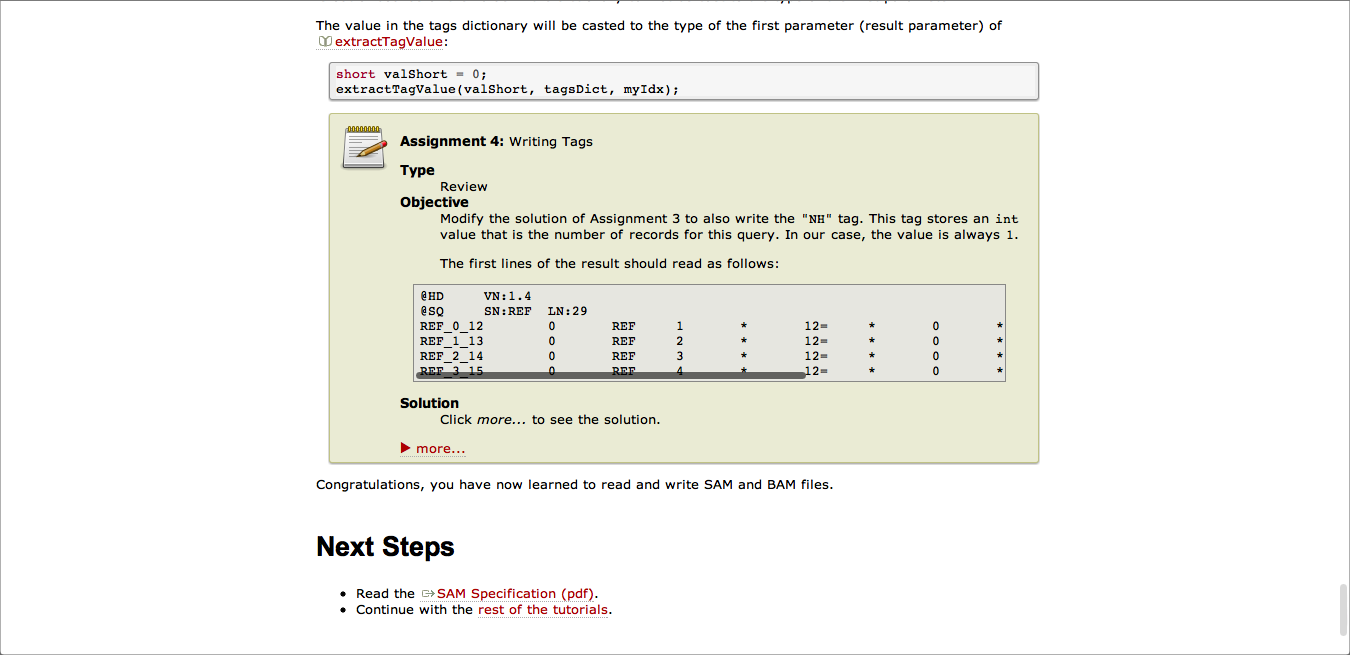 The value in the tags dictionary will be casted to the type of the first parameter (result parameter) of
extractTagValue:
short valShort = 0;
extractTagValue(valShort, tagsDict, myIdx);
Assignment 4: Writing Tags
Type
Review
Objective
Modify the solution of Assignment 3 to also write the "NH" tag. This tag stores an int
value that is the number of records for this query. In our case, the value is always 1.
The first lines of the result should read as follows:
@HD VN:1.4
@SQ SN:REF LN:29
REF_0_12 0 REF 1 * 12= * 0 *
REF_1_13 0 REF 2 * 12= * 0 *
REF_2_14 0 REF 3 * 12= * 0 *
REF_3_15 0 REF 4 * 12= * 0 *
Solution
Click more... to see the solution.
more...
Congratulations, you have now learned to read and write SAM and BAM files.
Next Steps
• Read the SAM Specification (pdf).
• Continue with the rest of the tutorials.